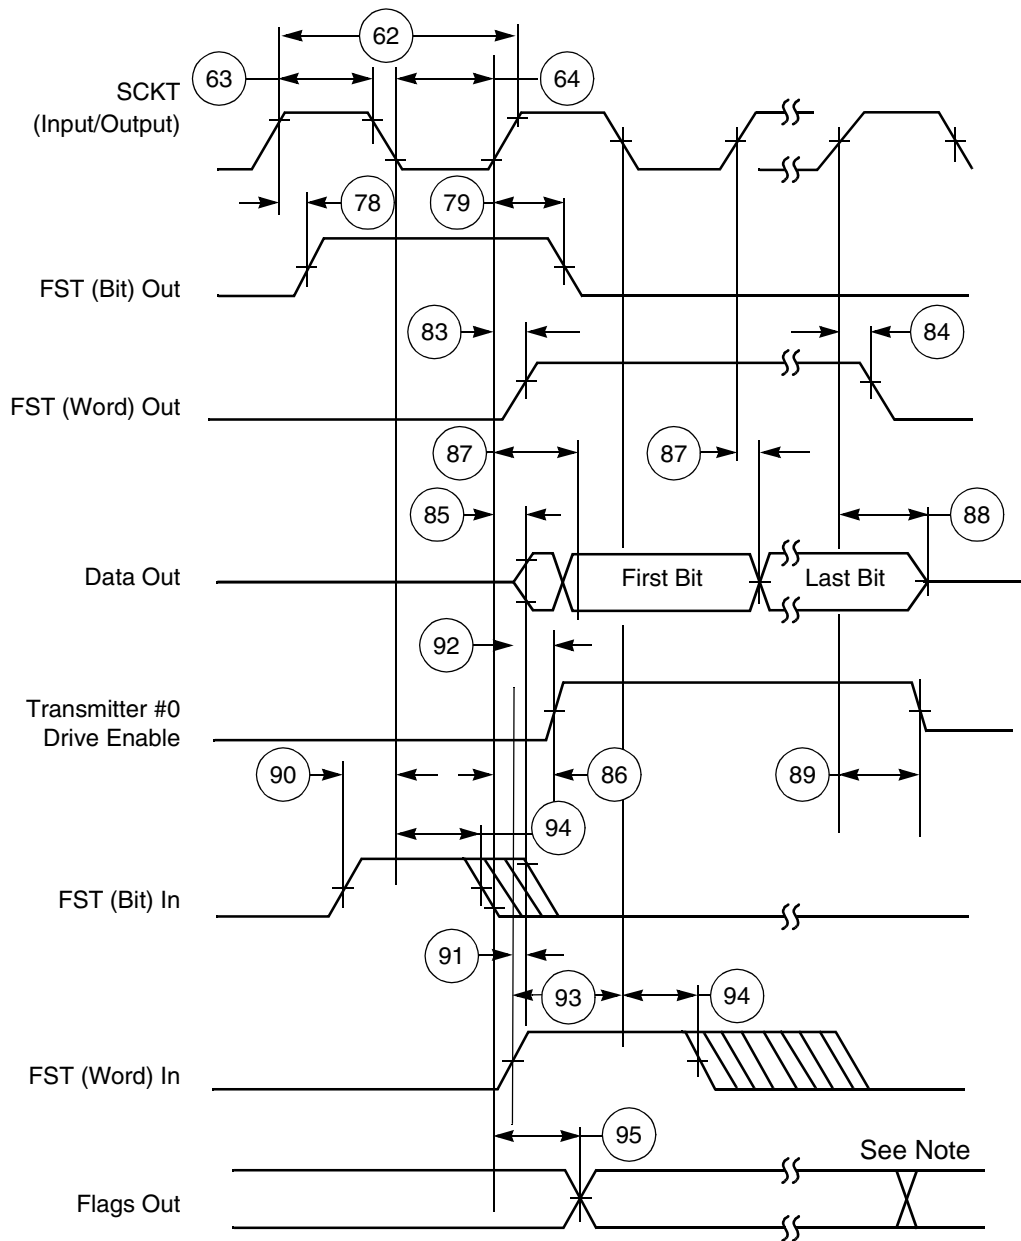 62
63
64
SCKT
(Input/Output)
78
79
FST (Bit) Out
83
84
FST (Word) Out
87
87
85
88
Data Out
First Bit
Last Bit
92
Transmitter #0
Drive Enable
90
86
89
94
FST (Bit) In
91
93
94
FST (Word) In
95
See Note
Flags Out